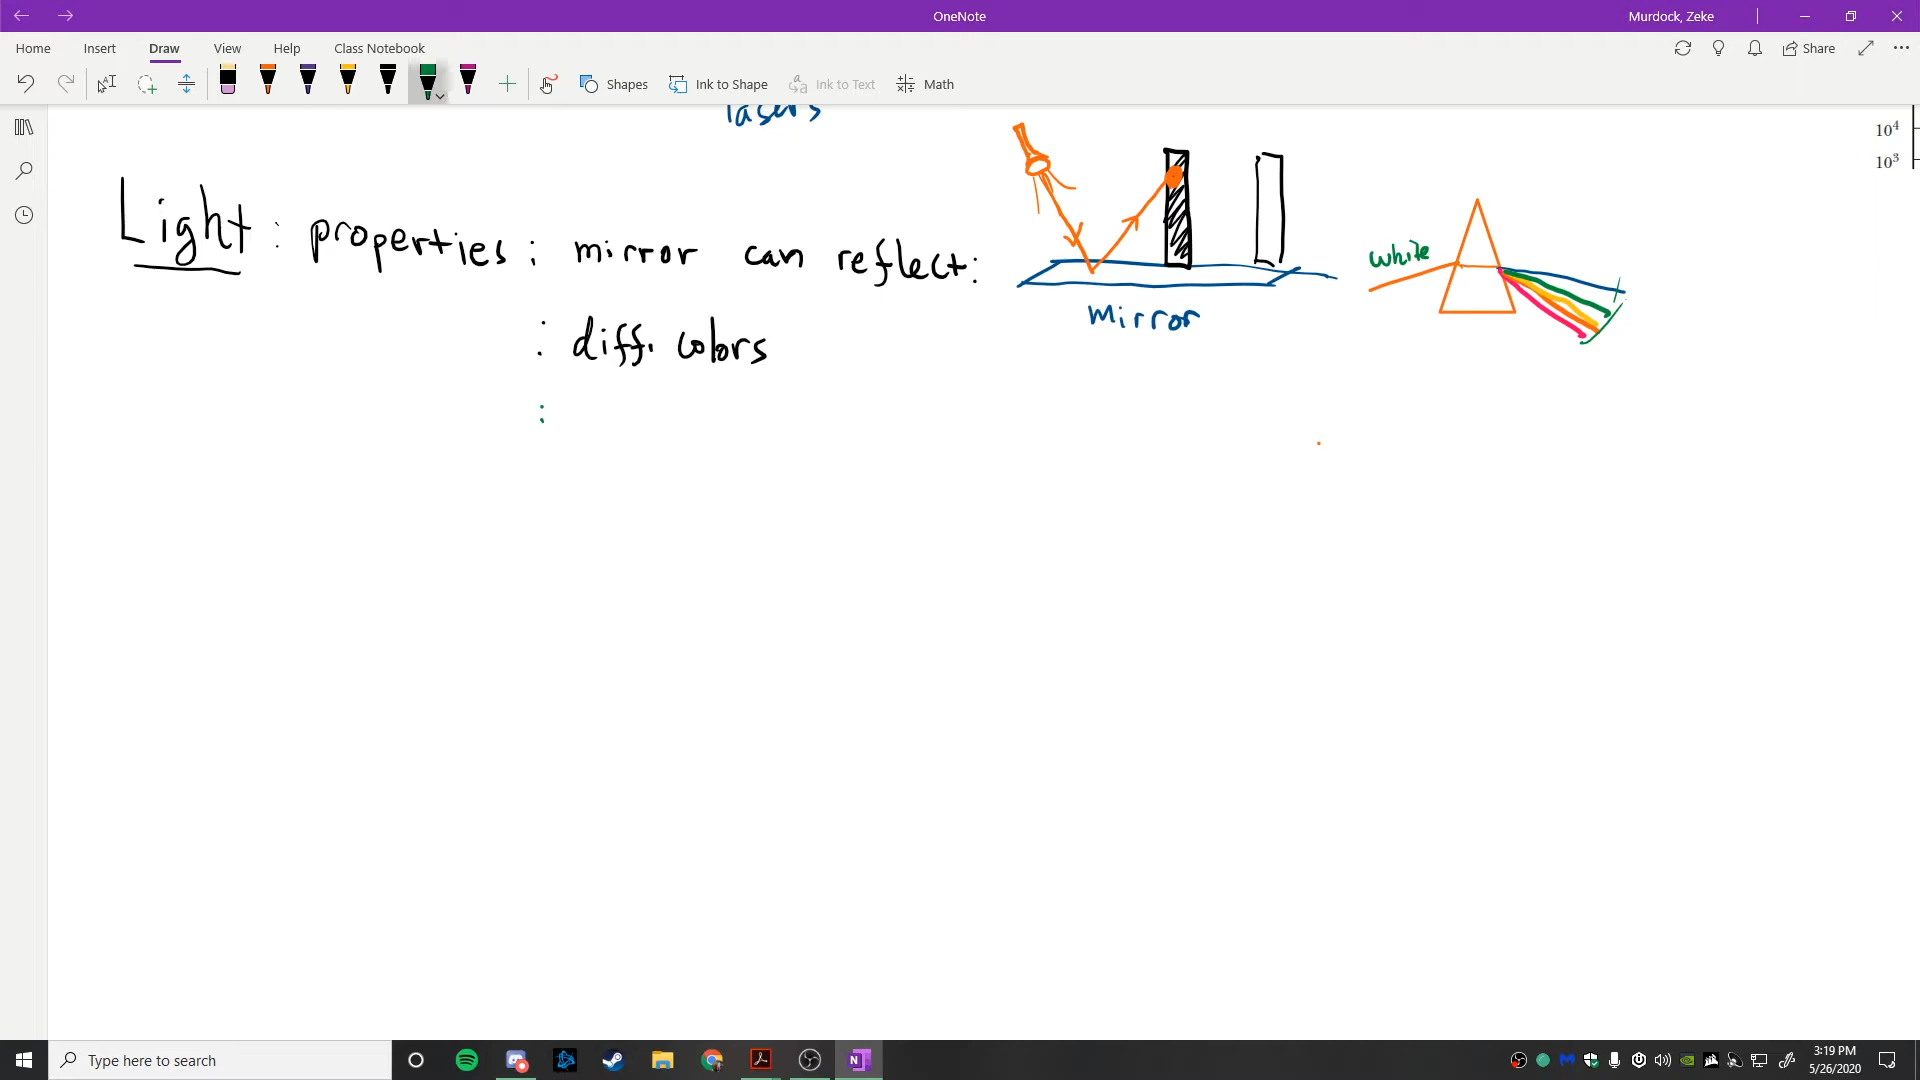 OneNote
Murdock, Zeke
Home Insert Draw View Help Class Notebook
Share
Shapes Ink to Shape Ink to Text Math
lasers
10⁴
10³
Light : properties : mirror can reflect:
white
mirror
: diff. colors
:
Type here to search
3:19 PM
5/26/2020